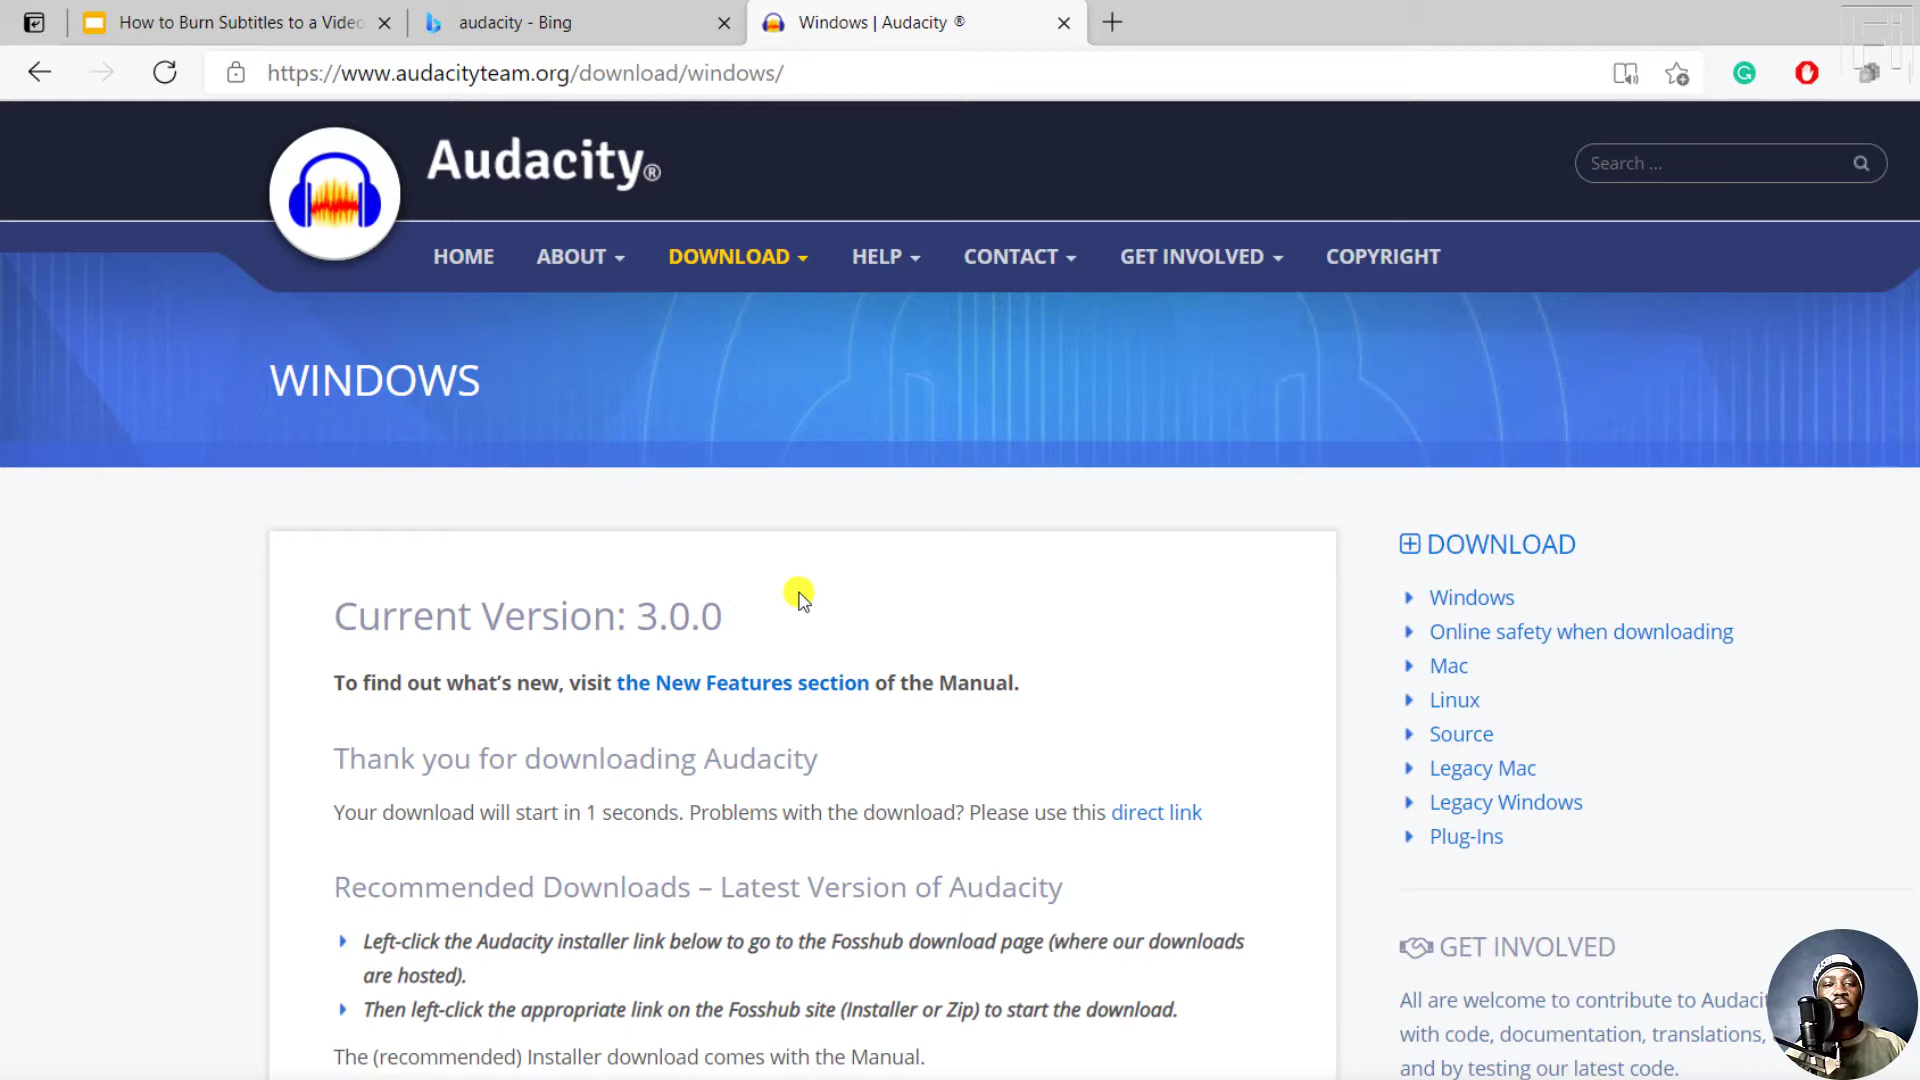 How to Burn Subtitles to a Video
audacity - Bing
Windows | Audacity ®
https://www.audacityteam.org/download/windows/
Audacity®
Search ...
HOME
ABOUT
DOWNLOAD
HELP
CONTACT
GET INVOLVED
COPYRIGHT
WINDOWS
Current Version: 3.0.0
To find out what’s new, visit the New Features section of the Manual.
Thank you for downloading Audacity
Your download will start in 1 seconds. Problems with the download? Please use this direct link
Recommended Downloads – Latest Version of Audacity
Left-click the Audacity installer link below to go to the Fosshub download page (where our downloads
are hosted).
Then left-click the appropriate link on the Fosshub site (Installer or Zip) to start the download.
The (recommended) Installer download comes with the Manual.
DOWNLOAD
Windows
Online safety when downloading
Mac
Linux
Source
Legacy Mac
Legacy Windows
Plug-Ins
GET INVOLVED
All are welcome to contribute to Audaci
with code, documentation, translations,
and by testing our latest code.